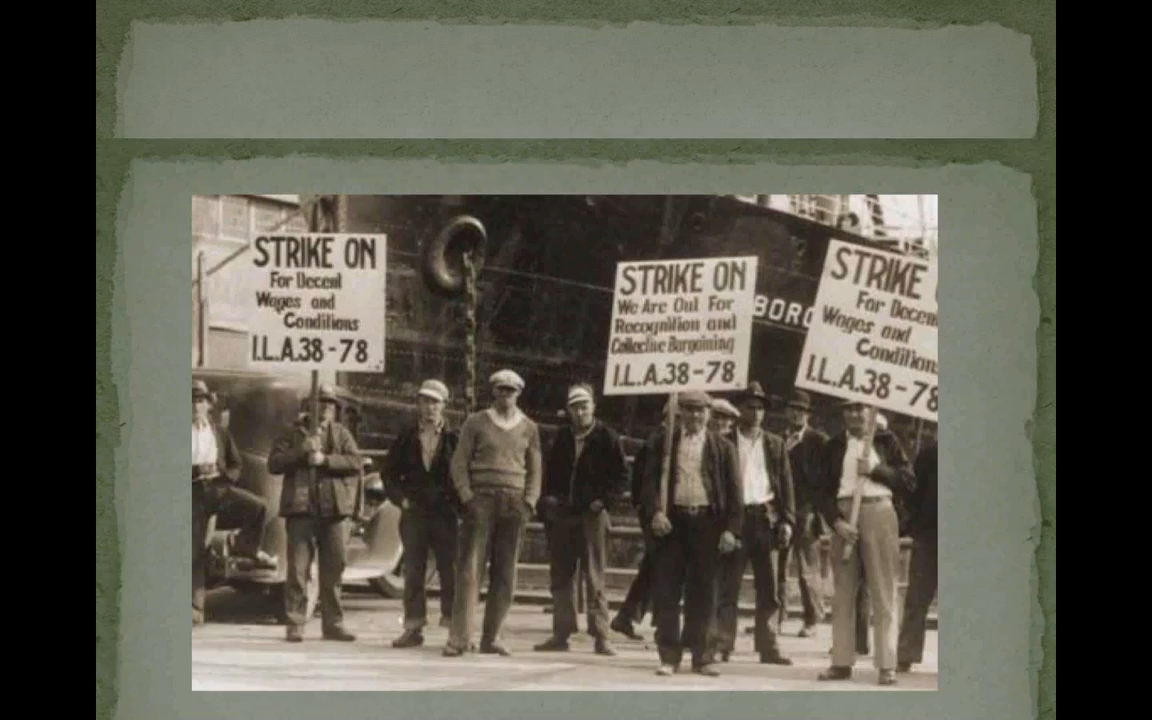 STRIKE ON
For Decent
Wages and
Conditions
I.L.A.38-78
STRIKE ON
We Are Out For
Recognition and
Collective Bargaining
I.L.A.38-78
BORO
STRIKE
For Decen
Wages and
Conditions
I.L.A.38-78